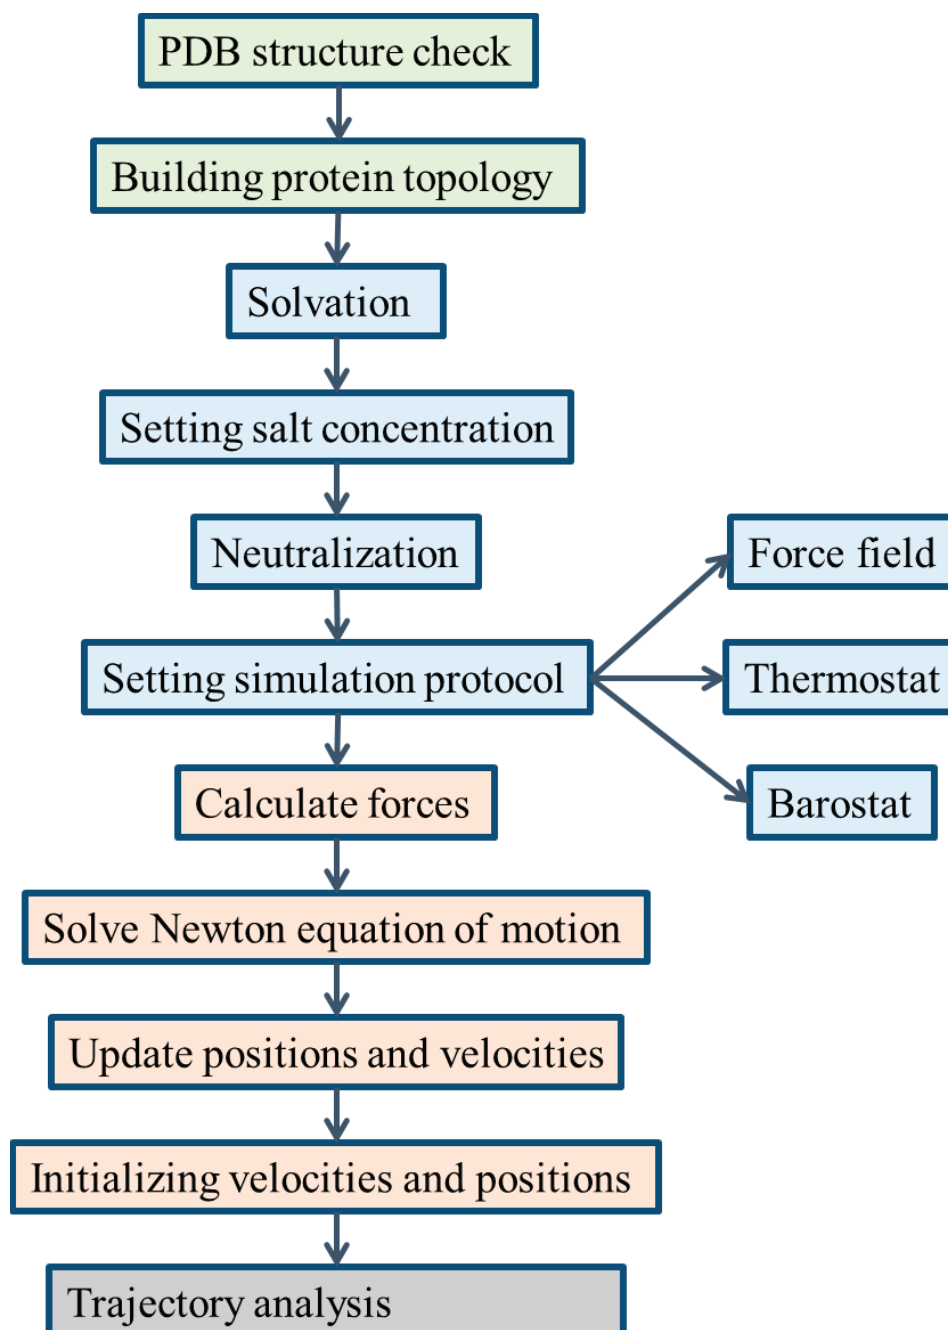 PDB structure check
Building protein topology
Solvation
Setting salt concentration
Neutralization
Force field
Setting simulation protocol
Thermostat
Calculate forces
Barostat
Solve Newton equation of motion
Update positions and velocities
Initializing velocities and positions
Trajectory analysis